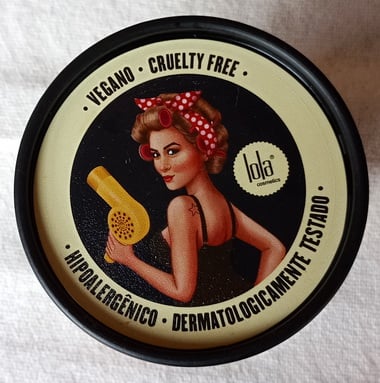 • VEGANO • CRUELTY FREE •
lola®
cosmetics
• HIPOALERGÊNICO • DERMATOLOGICAMENTE TESTADO •